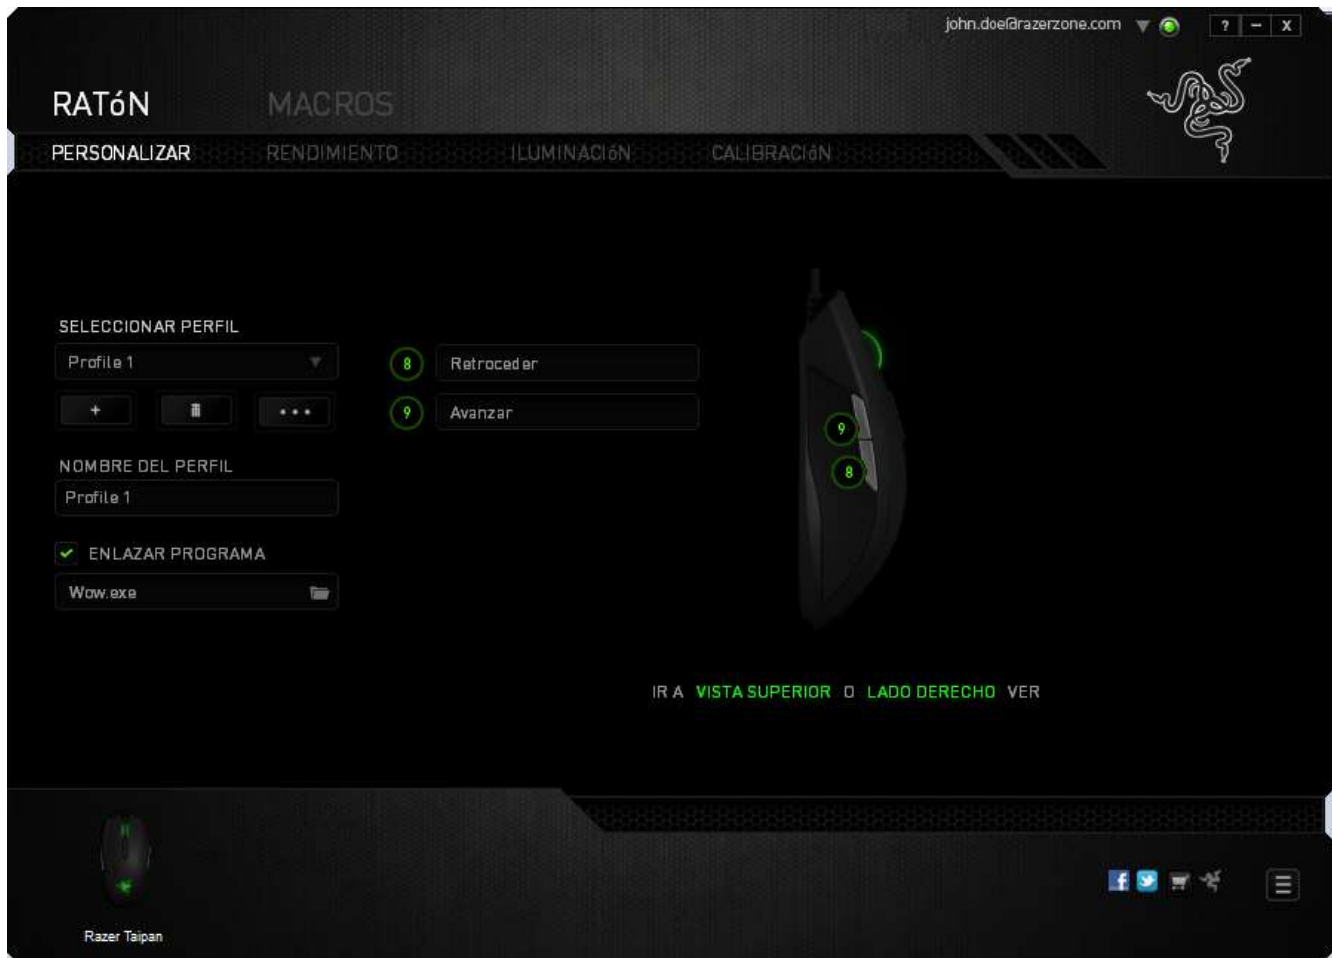 john.doe@razerzone.com
? – X
RATóN MACROS
PERSONALIZAR RENDIMIENTO ILUMINACIóN CALIBRACIóN
SELECCIONAR PERFIL
Profile 1
8 Retroceder
+ •••
9 Avanzar
9
8
NOMBRE DEL PERFIL
Profile 1
ENLAZAR PROGRAMA
Wow.exe
IR A VISTA SUPERIOR O LADO DERECHO VER
Razer Taipan